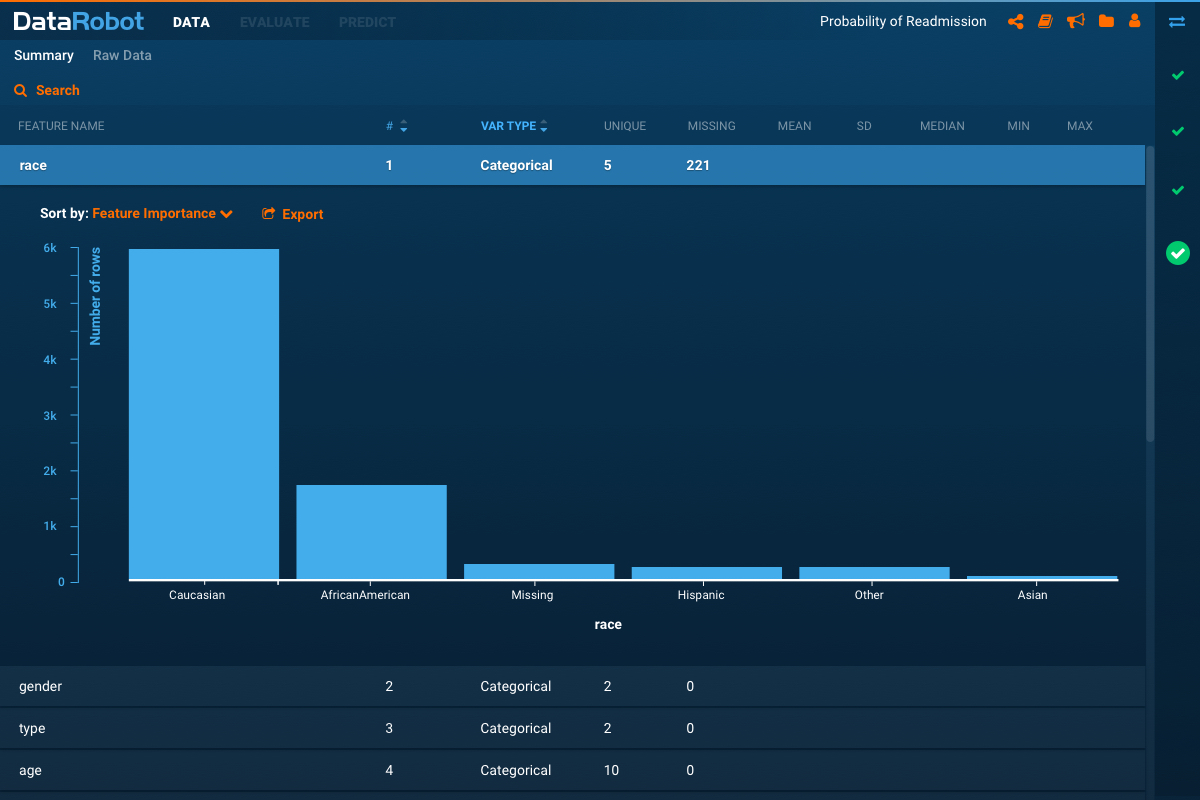 DataRobot DATA EVALUATE PREDICT Probability of Readmission
Summary Raw Data
Search
FEATURE NAME # VAR TYPE UNIQUE MISSING MEAN SD MEDIAN MIN MAX
race 1 Categorical 5 221
Sort by: Feature Importance Export
6k
5k
4k
3k
2k
1k
0
Number of rows
Caucasian AfricanAmerican Missing Hispanic Other Asian
race
gender 2 Categorical 2 0
type 3 Categorical 2 0
age 4 Categorical 10 0